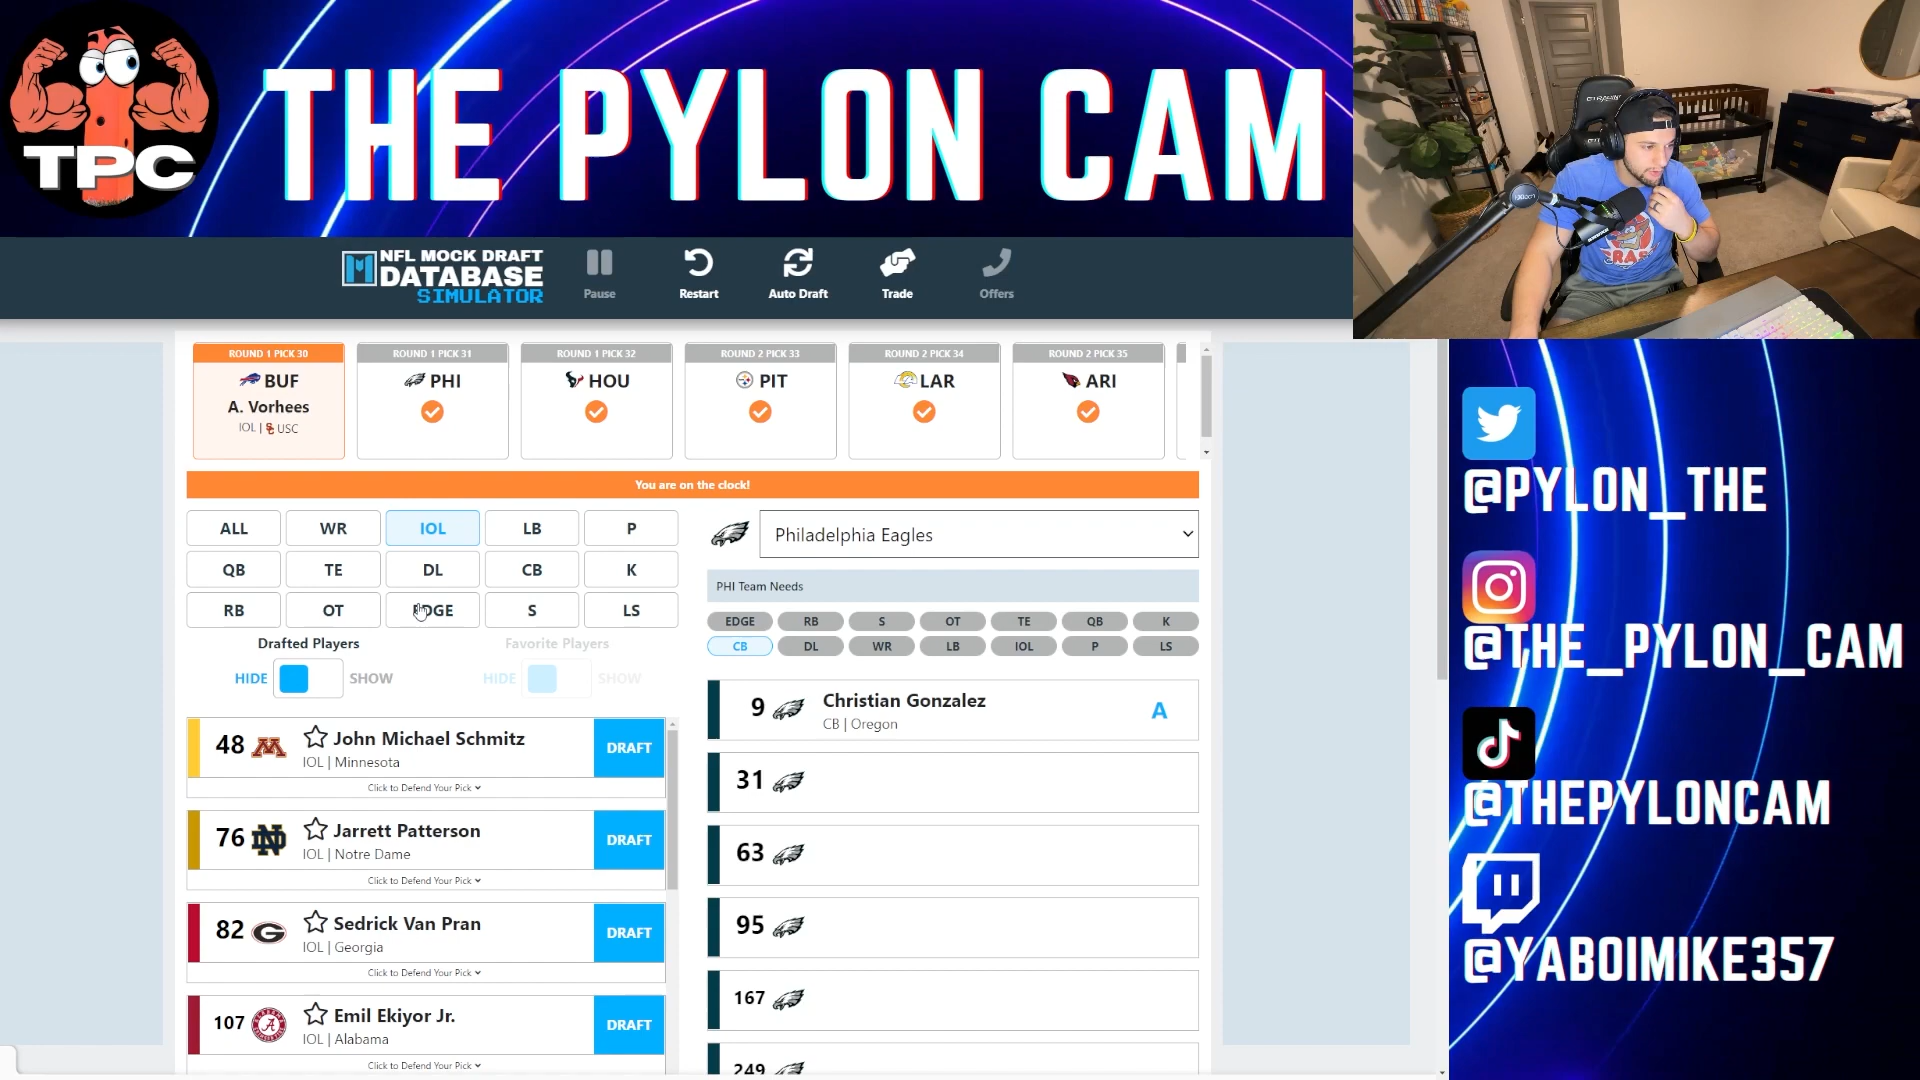 TPC
THE PYLON CAM
NFL MOCK DRAFT
DATABASE
SIMULATOR
Pause
Restart
Auto Draft
Trade
Offers
ROUND 1 PICK 30
BUF
A. Vorhees
IOL | USC
ROUND 1 PICK 31
PHI
ROUND 1 PICK 32
HOU
ROUND 2 PICK 33
PIT
ROUND 2 PICK 34
LAR
ROUND 2 PICK 35
ARI
You are on the clock!
ALL WR IOL LB P
QB TE DL CB K
RB OT EDGE S LS
Drafted Players
HIDE SHOW
Favorite Players
HIDE SHOW
48 John Michael Schmitz
IOL | Minnesota
DRAFT
Click to Defend Your Pick
76 Jarrett Patterson
IOL | Notre Dame
DRAFT
Click to Defend Your Pick
82 Sedrick Van Pran
IOL | Georgia
DRAFT
Click to Defend Your Pick
107 Emil Ekiyor Jr.
IOL | Alabama
DRAFT
Click to Defend Your Pick
Philadelphia Eagles
PHI Team Needs
EDGE RB S OT TE QB K
CB DL WR LB IOL P LS
9 Christian Gonzalez A
CB | Oregon
31
63
95
167
249
@PYLON_THE
@THE_PYLON_CAM
@THEPYLONCAM
@YABOIMIKE357